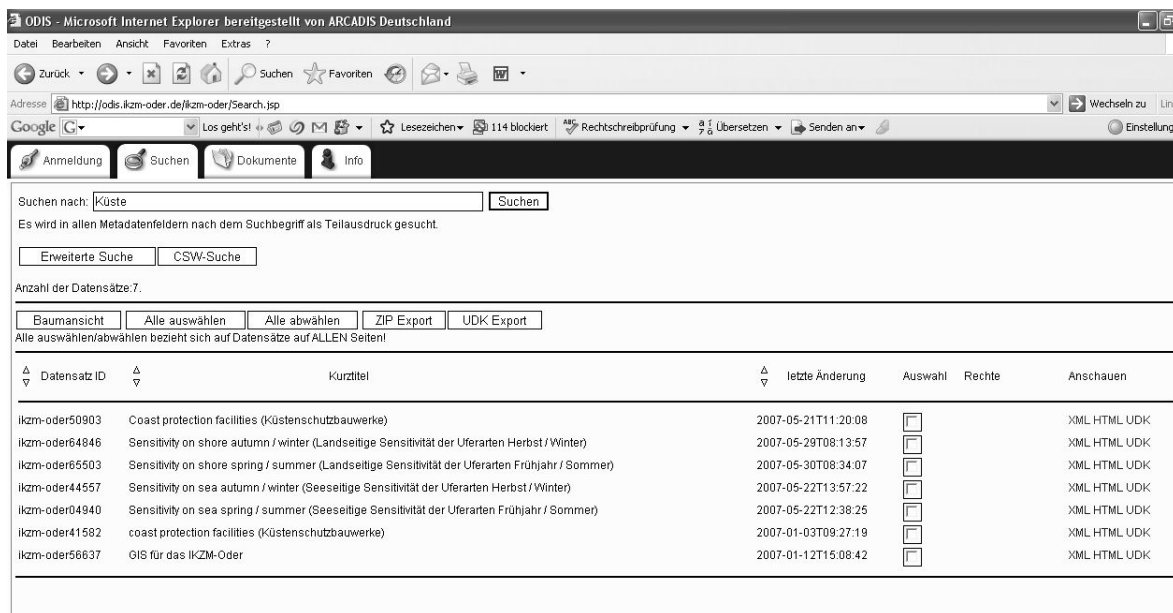 ODIS - Microsoft Internet Explorer bereitgestellt von ARCADIS Deutschland
Datei Bearbeiten Ansicht Favoriten Extras ?
Zurück Suchen Favoriten
Adresse http://odis.ikzm-oder.de/ikzm-oder/Search.jsp Wechseln zu Lin
Google G Los geht's! Lesezeichen 114 blockiert Rechtschreibprüfung Übersetzen Senden an Einstellung
Anmeldung Suchen Dokumente Info
Suchen nach: Küste Suchen
Es wird in allen Metadatenfeldern nach dem Suchbegriff als Teilausdruck gesucht.
Erweiterte Suche CSW-Suche
Anzahl der Datensätze:7.
Baumansicht Alle auswählen Alle abwählen ZIP Export UDK Export
Alle auswählen/abwählen bezieht sich auf Datensätze auf ALLEN Seiten!
Datensatz ID Kurztitel letzte Änderung Auswahl Rechte Anschauen
ikzm-oder50903 Coast protection facilities (Küstenschutzbauwerke) 2007-05-21T11:20:08 XML HTML UDK
ikzm-oder64846 Sensitivity on shore autumn / winter (Landseitige Sensitivität der Uferarten Herbst / Winter) 2007-05-29T08:13:57 XML HTML UDK
ikzm-oder65503 Sensitivity on shore spring / summer (Landseitige Sensitivität der Uferarten Frühjahr / Sommer) 2007-05-30T08:34:07 XML HTML UDK
ikzm-oder44557 Sensitivity on sea autumn / winter (Seeseitige Sensitivität der Uferarten Herbst / Winter) 2007-05-22T13:57:22 XML HTML UDK
ikzm-oder04940 Sensitivity on sea spring / summer (Seeseitige Sensitivität der Uferarten Frühjahr / Sommer) 2007-05-22T12:38:25 XML HTML UDK
ikzm-oder41582 coast protection facilities (Küstenschutzbauwerke) 2007-01-03T09:27:19 XML HTML UDK
ikzm-oder56637 GIS für das IKZM-Oder 2007-01-12T15:08:42 XML HTML UDK